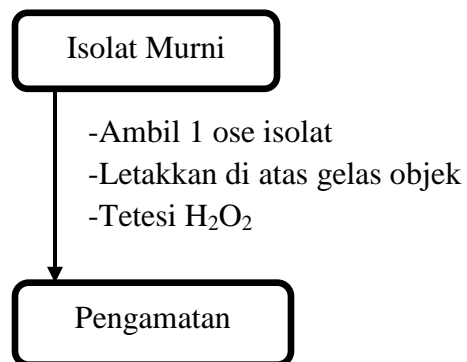 Isolat Murni
-Ambil 1 ose isolat
-Letakkan di atas gelas objek
-Tetesi H₂O₂
Pengamatan